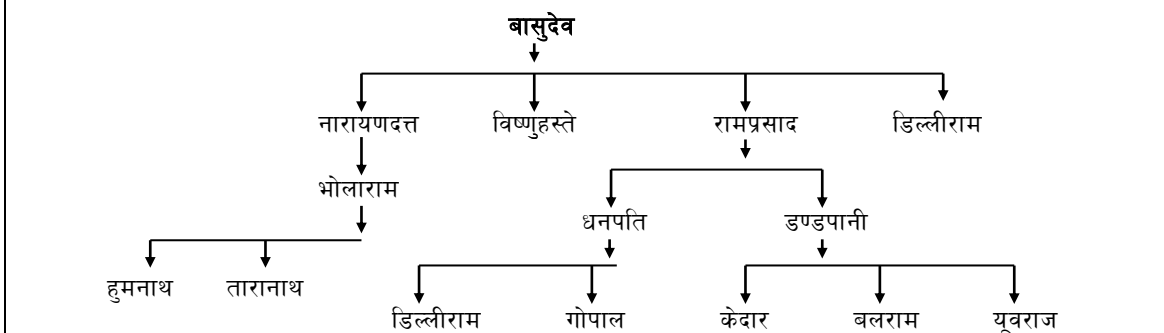 बासुदेव
नारायणदत्त विष्णुहस्ते रामप्रसाद डिल्लीराम
भोलाराम
धनपति डण्डपानी
हुमनाथ तारानाथ
डिल्लीराम गोपाल केदार बलराम यूवराज